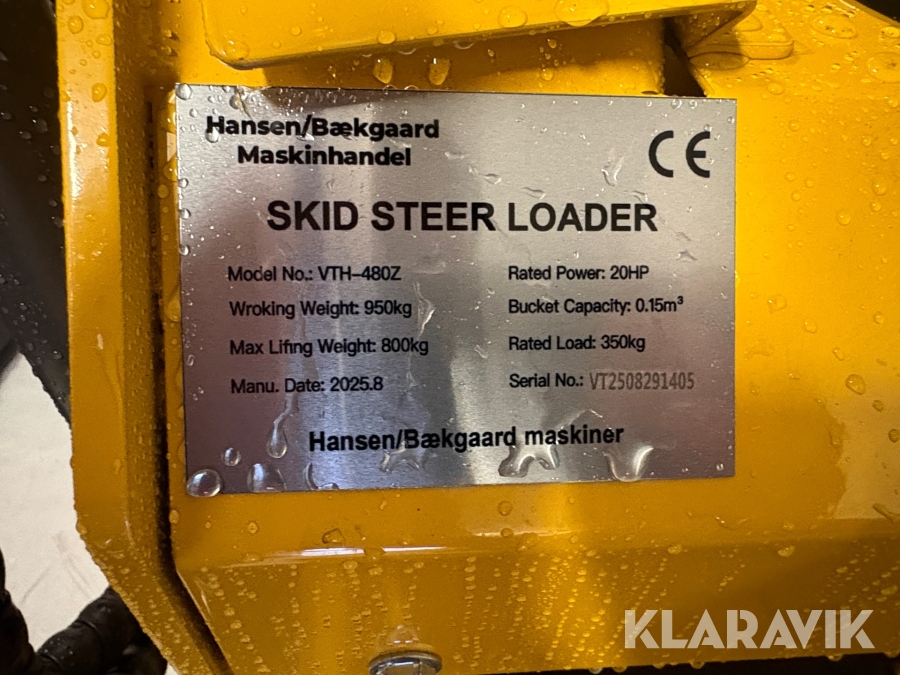 Hansen/Bækgaard
Maskinhandel
CE
SKID STEER LOADER
Model No.: VTH-480Z
Rated Power: 20HP
Wroking Weight: 950kg
Bucket Capacity: 0.15m³
Max Lifing Weight: 800kg
Rated Load: 350kg
Manu. Date: 2025.8
Serial No.: VT2508291405
Hansen/Bækgaard maskiner
KLARAVIK